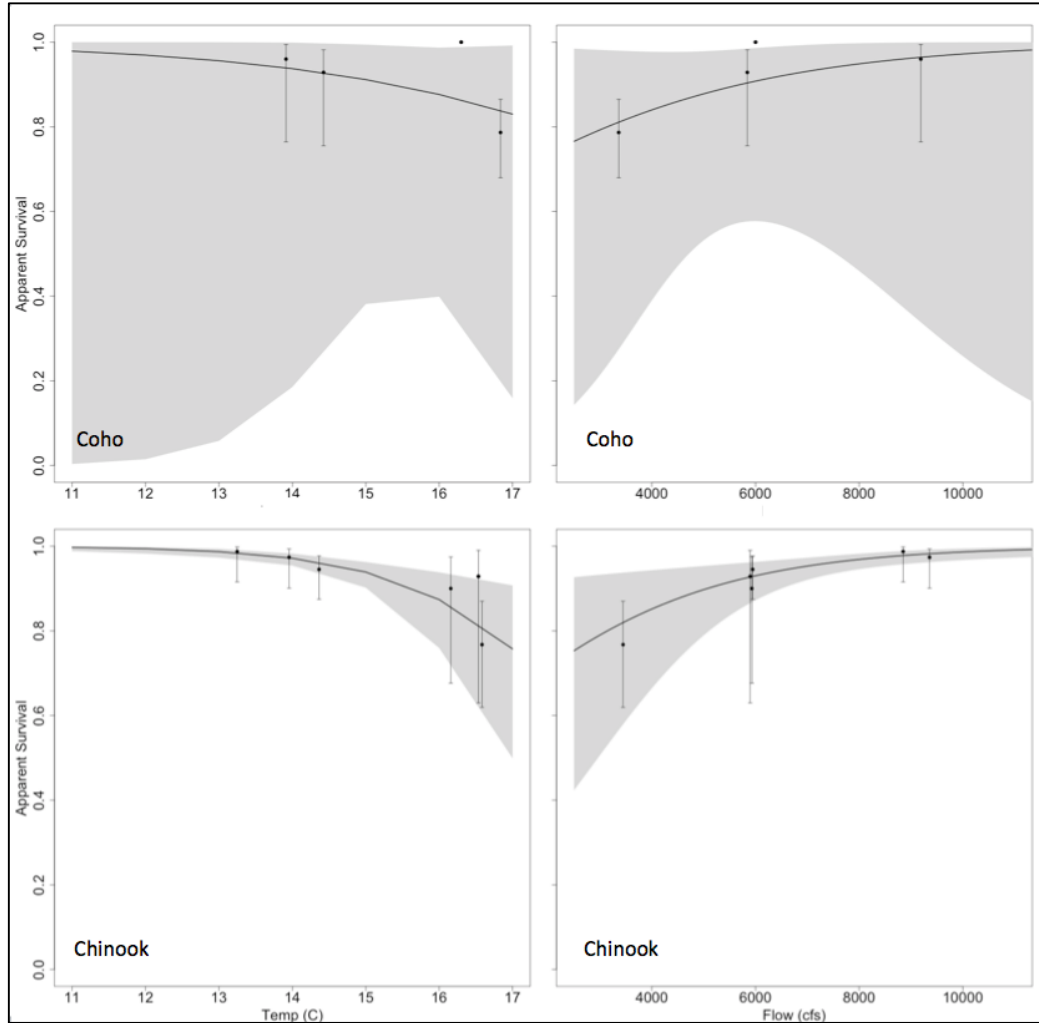 1.0
0.8
0.6
0.4
0.2
0.0
Apparent Survival
Coho
11 12 13 14 15 16 17
Coho
4000 6000 8000 10000
1.0
0.8
0.6
0.4
0.2
0.0
Apparent Survival
Chinook
11 12 13 14 15 16 17
Temp (C)
Chinook
4000 6000 8000 10000
Flow (cfs)